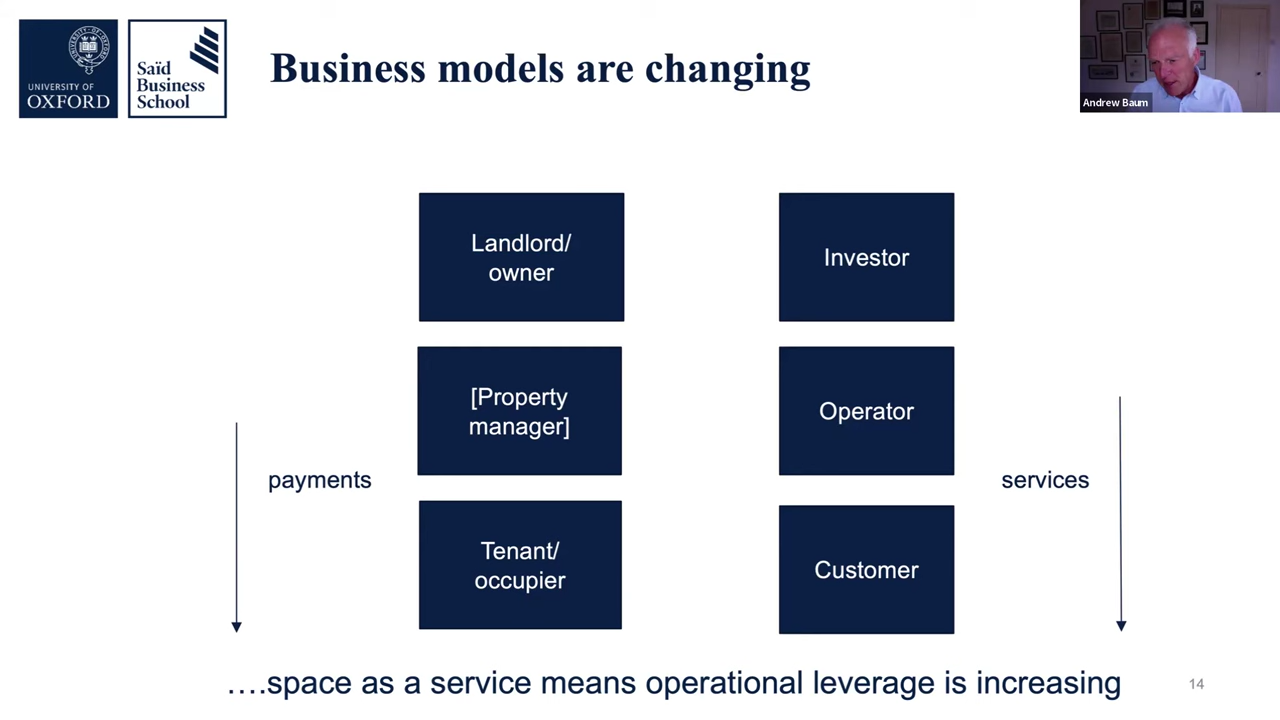 UNIVERSITY OF
OXFORD
Saïd
Business
School
Business models are changing
Andrew Baum
Landlord/
owner
Investor
[Property
manager]
Operator
payments
services
Tenant/
occupier
Customer
….space as a service means operational leverage is increasing
14